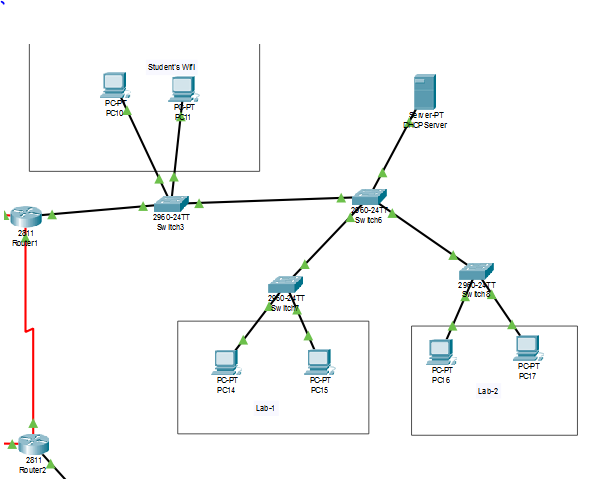 Student's Wifi
PC-PT
PC10
PC-PT
PC11
Server-PT
DHCP Server
2960-24TT
Switch3
2960-24TT
Switch6
2811
Router1
2960-24TT
Switch7
2960-24TT
Switch8
PC-PT
PC14
PC-PT
PC15
Lab-1
PC-PT
PC16
PC-PT
PC17
Lab-2
2811
Router2